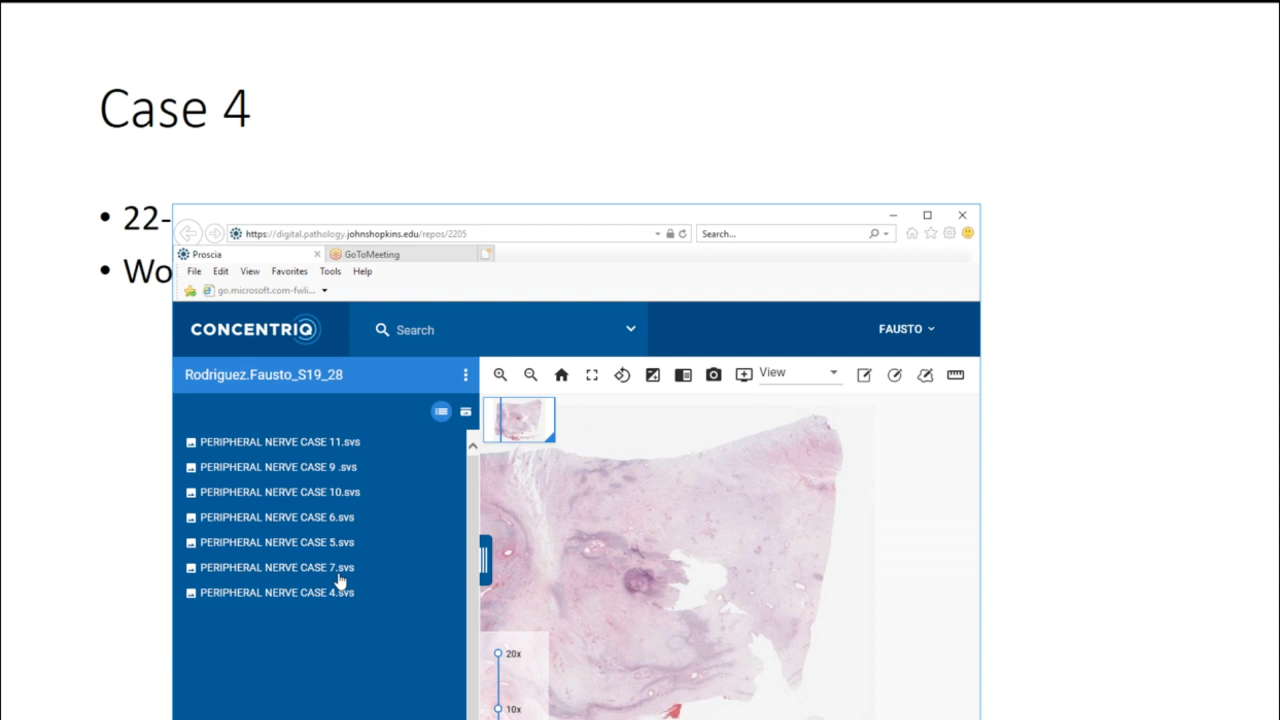 Case 4
• 22-
• Wo
https://digital.pathology.johnshopkins.edu/repos/2205
Search...
Proscia
GoToMeeting
File Edit View Favorites Tools Help
go.microsoft.com-fwli...
CONCENTRIQ
Search
FAUSTO
Rodriguez.Fausto_S19_28
View
PERIPHERAL NERVE CASE 11.svs
PERIPHERAL NERVE CASE 9 .svs
PERIPHERAL NERVE CASE 10.svs
PERIPHERAL NERVE CASE 6.svs
PERIPHERAL NERVE CASE 5.svs
PERIPHERAL NERVE CASE 7.svs
PERIPHERAL NERVE CASE 4.svs
20x
10x